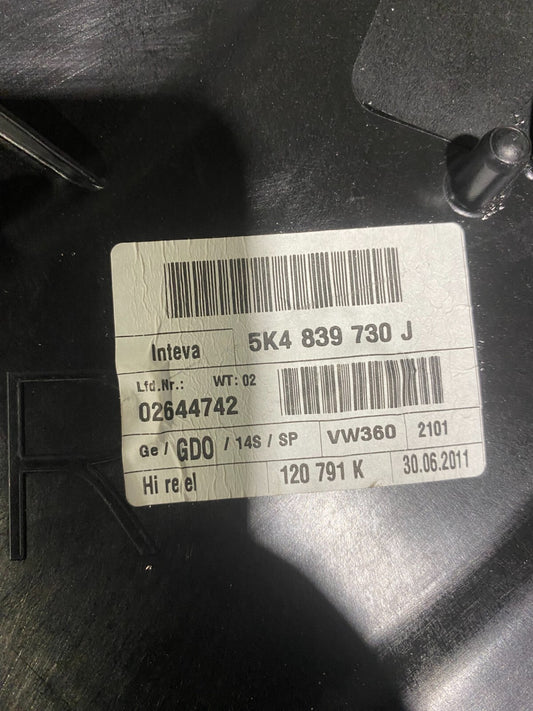 5K4 839 730 J
Inteva
Lfd.Nr.: WT: 02
02644742
Ge / GDO / 14S / SP VW360 2101
Hi re el 120 791 K 30.06.2011
R